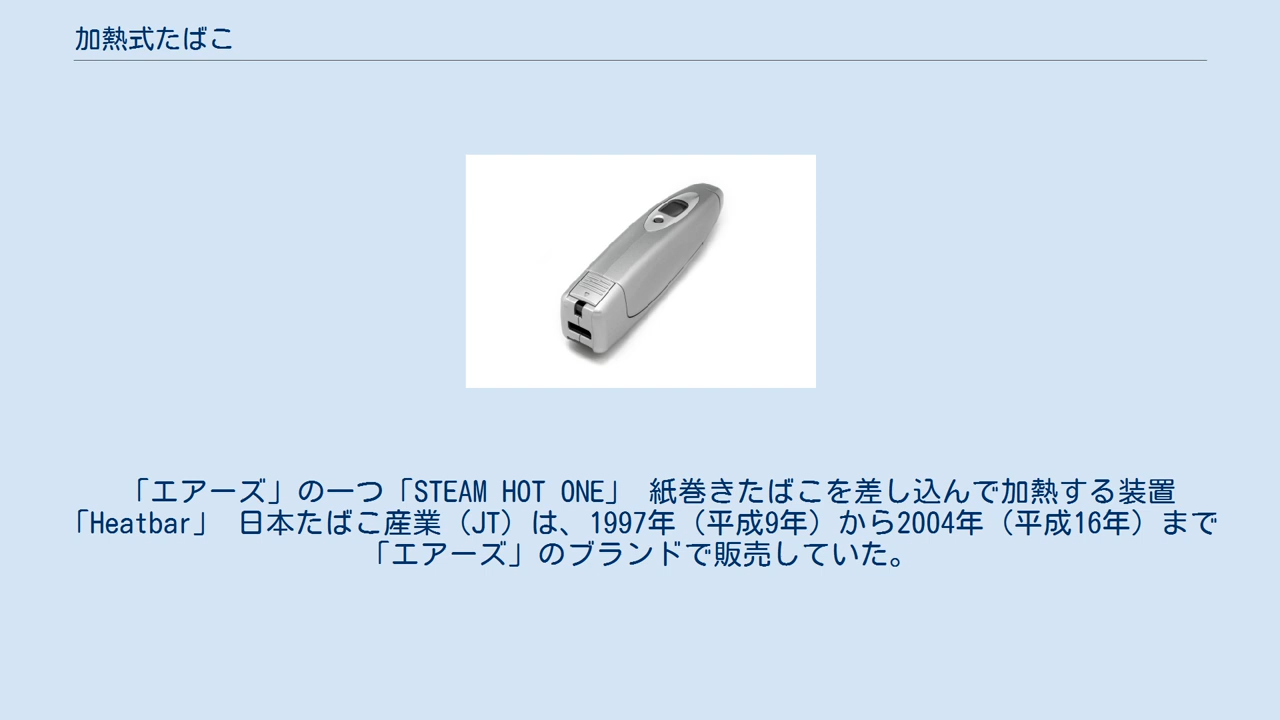 加熱式たばこ
「エアーズ」の一つ「STEAM HOT ONE」 紙巻きたばこを差し込んで加熱する装置
「Heatbar」 日本たばこ産業（JT）は、1997年（平成9年）から2004年（平成16年）まで
「エアーズ」のブランドで販売していた。